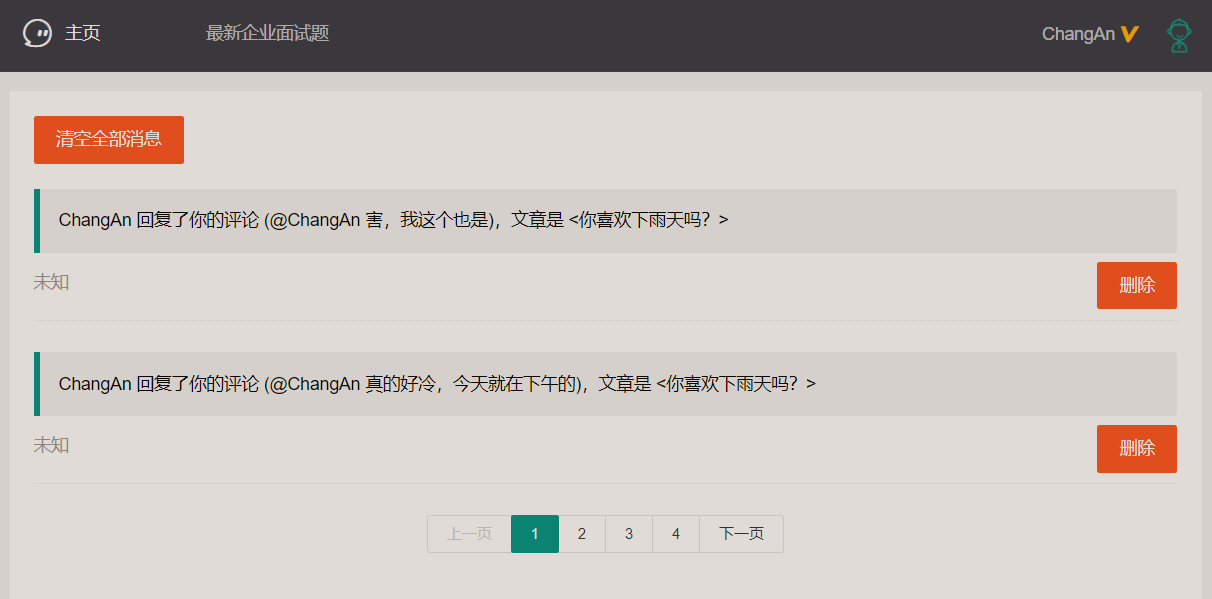 主页 最新企业面试题 ChangAn
清空全部消息
ChangAn 回复了你的评论 (@ChangAn 害，我这个也是)，文章是 <你喜欢下雨天吗？>
未知 删除
ChangAn 回复了你的评论 (@ChangAn 真的好冷，今天就在下午的)，文章是 <你喜欢下雨天吗？>
未知 删除
上一页 1 2 3 4 下一页